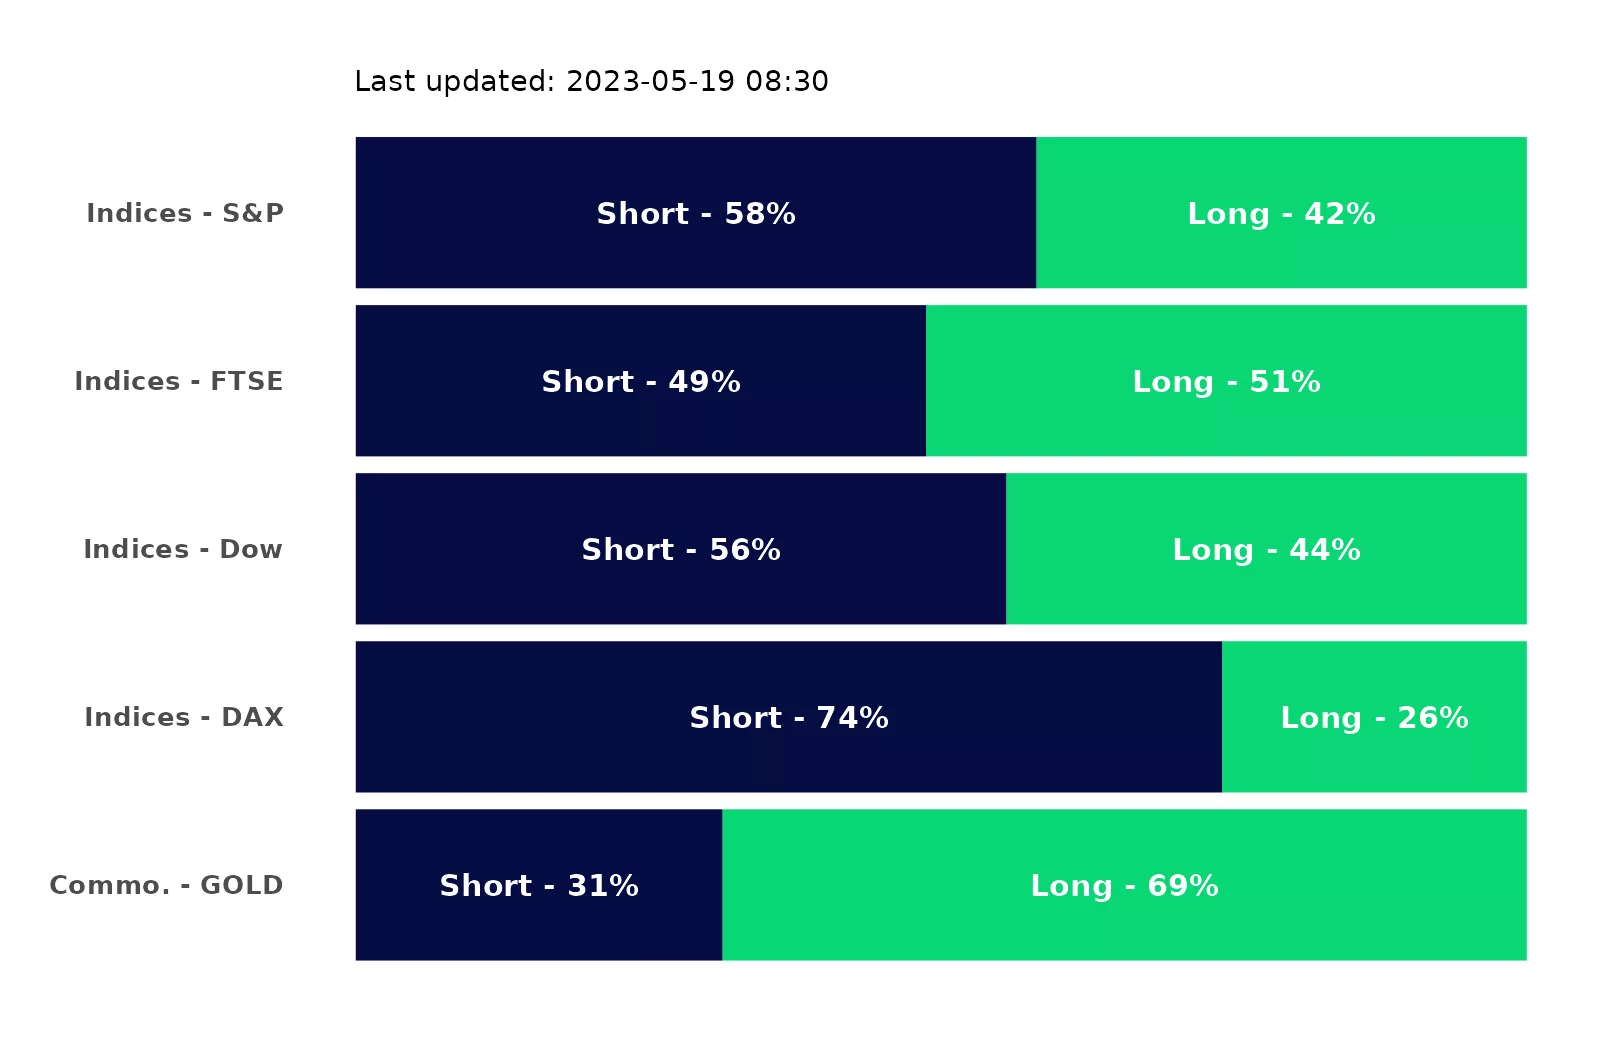 Last updated: 2023-05-19 08:30
Indices - S&P Short - 58% Long - 42%
Indices - FTSE Short - 49% Long - 51%
Indices - Dow Short - 56% Long - 44%
Indices - DAX Short - 74% Long - 26%
Commo. - GOLD Short - 31% Long - 69%